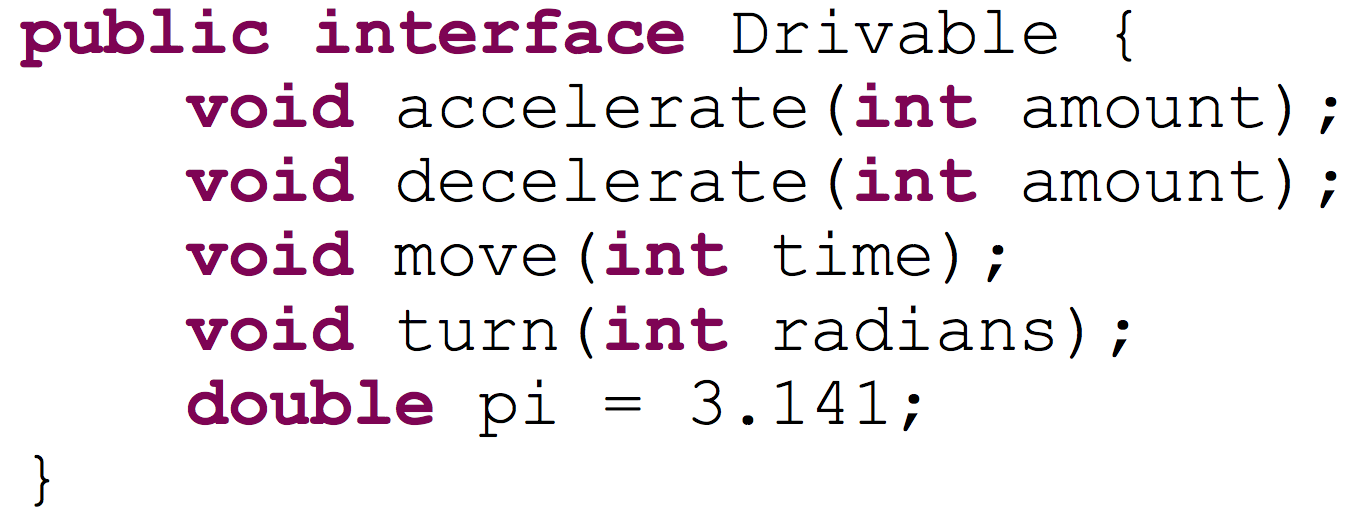 public interface Drivable {
    void accelerate(int amount);
    void decelerate(int amount);
    void move(int time);
    void turn(int radians);
    double pi = 3.141;
}